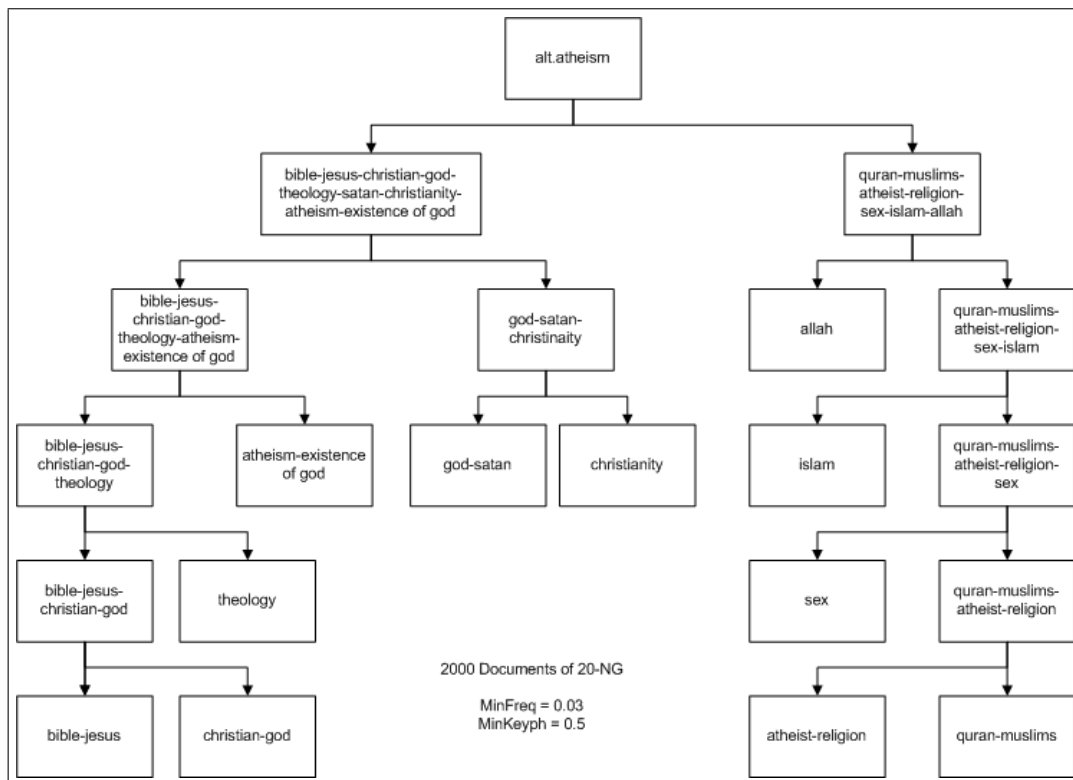 alt.atheism
bible-jesus-christian-god-
theology-satan-christianity-
atheism-existence of god
quran-muslims-
atheist-religion-
sex-islam-allah
bible-jesus-
christian-god-
theology-atheism-
existence of god
god-satan-
christinaity
allah
quran-muslims-
atheist-religion-
sex-islam
bible-jesus-
christian-god-
theology
atheism-existence
of god
god-satan
christianity
islam
quran-muslims-
atheist-religion-
sex
bible-jesus-
christian-god
theology
sex
quran-muslims-
atheist-religion
2000 Documents of 20-NG
MinFreq = 0.03
MinKeyph = 0.5
bible-jesus
christian-god
atheist-religion
quran-muslims